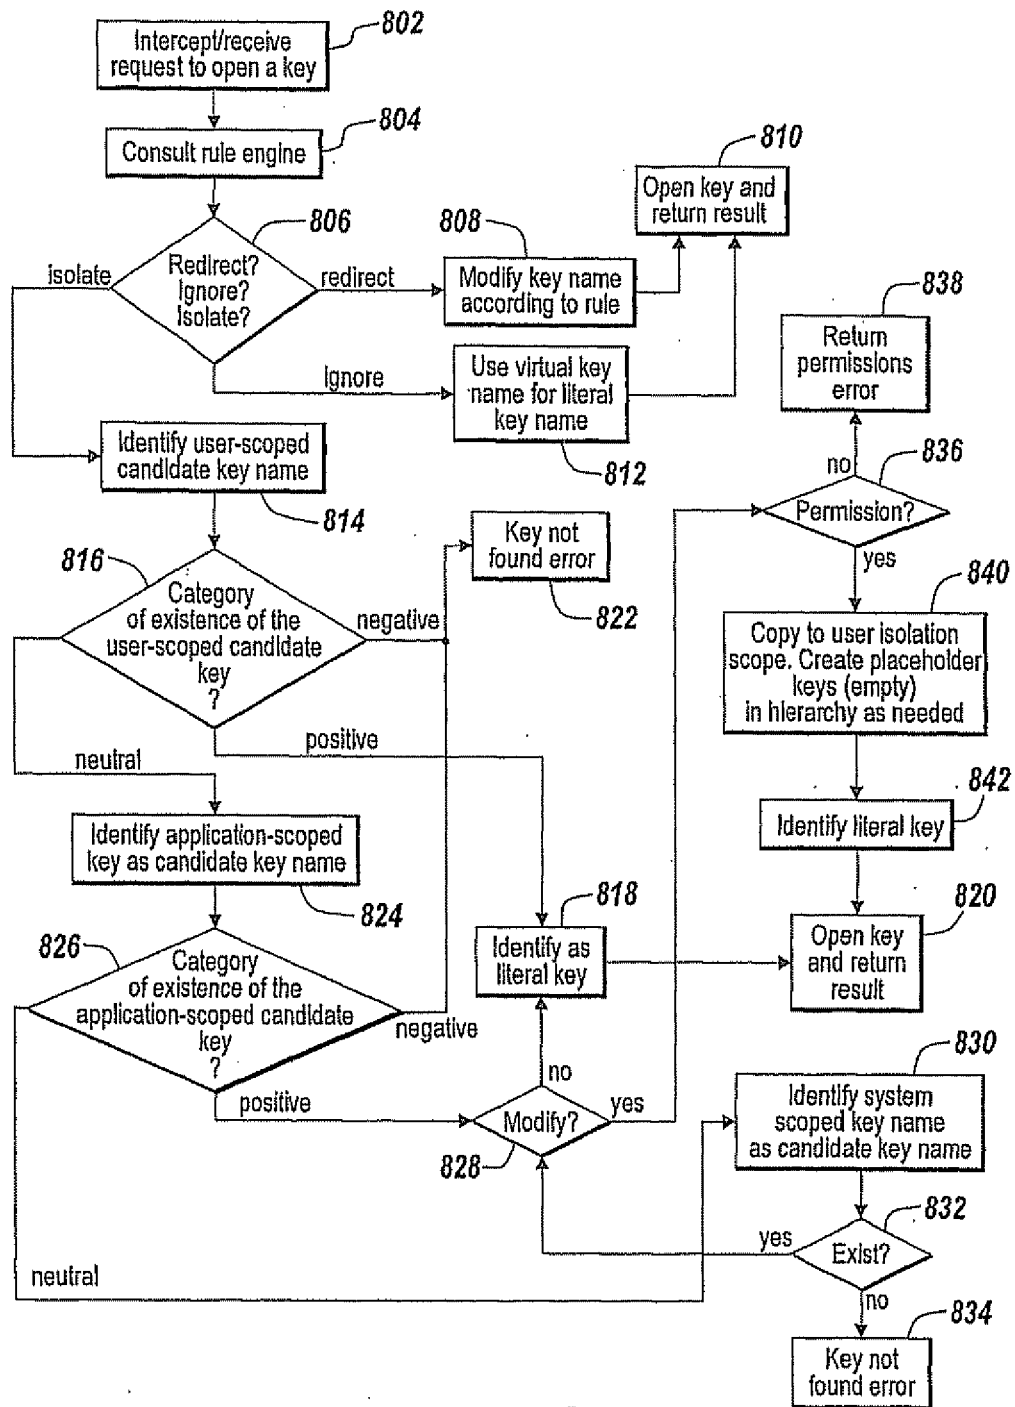 802
Intercept/receive
request to open a key
804
Consult rule engine
810
Open key and
return result
806
Redirect?
Ignore?
Isolate?
isolate
redirect
808
Modify key name
according to rule
838
Return
permissions
error
Ignore
Use virtual key
name for literal
key name
812
Identify user-scoped
candidate key name
814
no
836
Permission?
yes
Key not
found error
822
816
Category
of existence of the
user-scoped candidate
key
?
negative
840
Copy to user isolation
scope. Create placeholder
keys (empty)
in hierarchy as needed
positive
neutral
842
Identify literal key
Identify application-scoped
key as candidate key name
824
818
Identify as
literal key
820
Open key
and return
result
826
Category
of existence of the
application-scoped candidate
key
?
negative
no
positive
Modify?
yes
828
830
Identify system
scoped key name
as candidate key name
832
yes
Exist?
neutral
no
834
Key not
found error